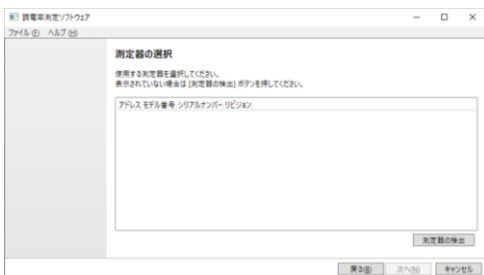 誘電率測定ソフトウェア
ファイル(F) ヘルプ(H)
測定器の選択
使用する測定器を選択してください。
表示されていない場合は [測定器の検出] ボタンを押してください。
アドレス モデル番号 シリアルナンバー リビジョン
測定器の検出
戻る(B) 次へ(N) キャンセル